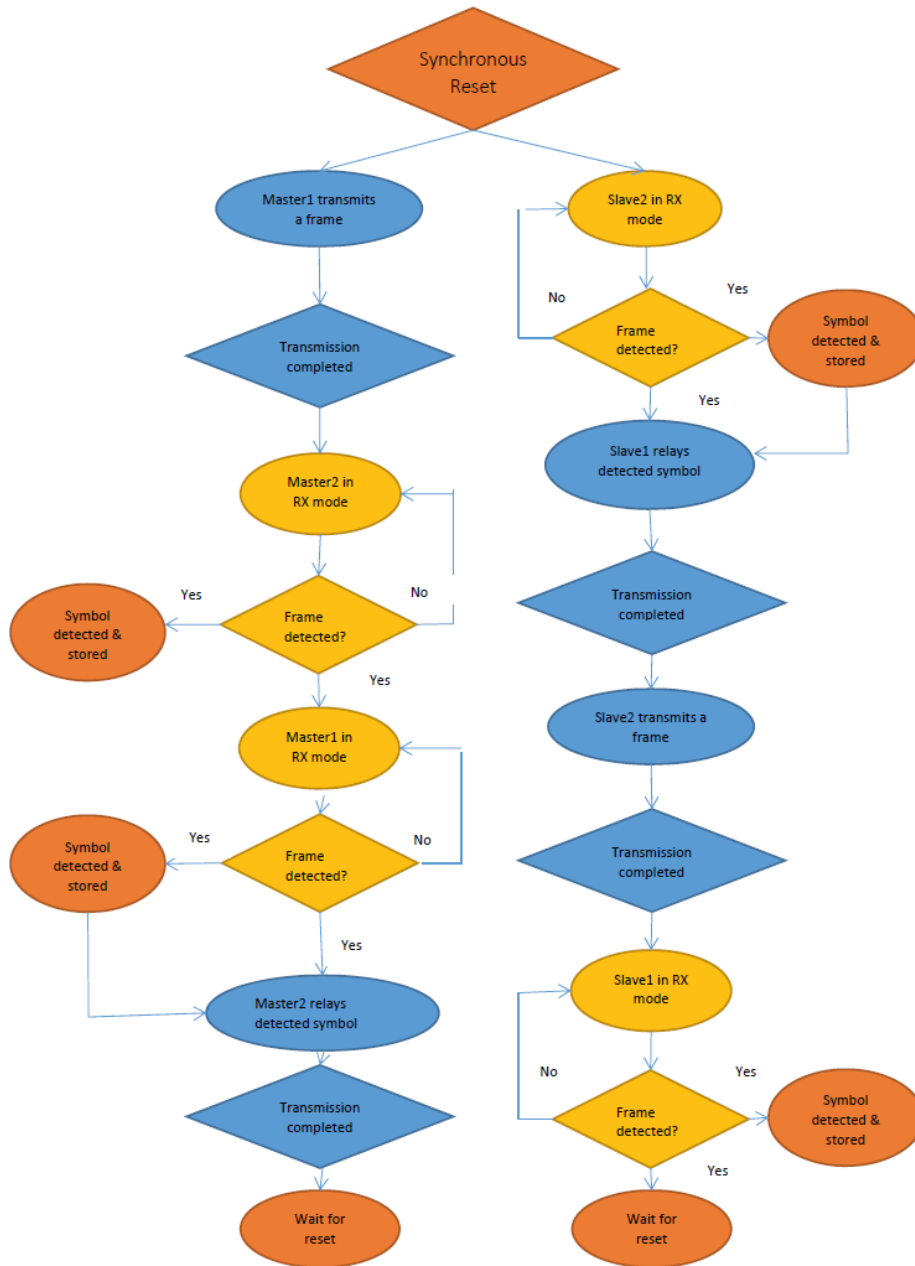 Synchronous
Reset
Master1 transmits
a frame
Transmission
completed
Master2 in
RX mode
No
Yes
Frame
detected?
Symbol
detected &
stored
Yes
Master1 in
RX mode
No
Yes
Frame
detected?
Symbol
detected &
stored
Yes
Master2 relays
detected symbol
Transmission
completed
Wait for
reset
Slave2 in RX
mode
No
Yes
Frame
detected?
Symbol
detected &
stored
Yes
Slave1 relays
detected symbol
Transmission
completed
Slave2 transmits a
frame
Transmission
completed
Slave1 in RX
mode
No
Yes
Frame
detected?
Symbol
detected &
stored
Yes
Wait for
reset